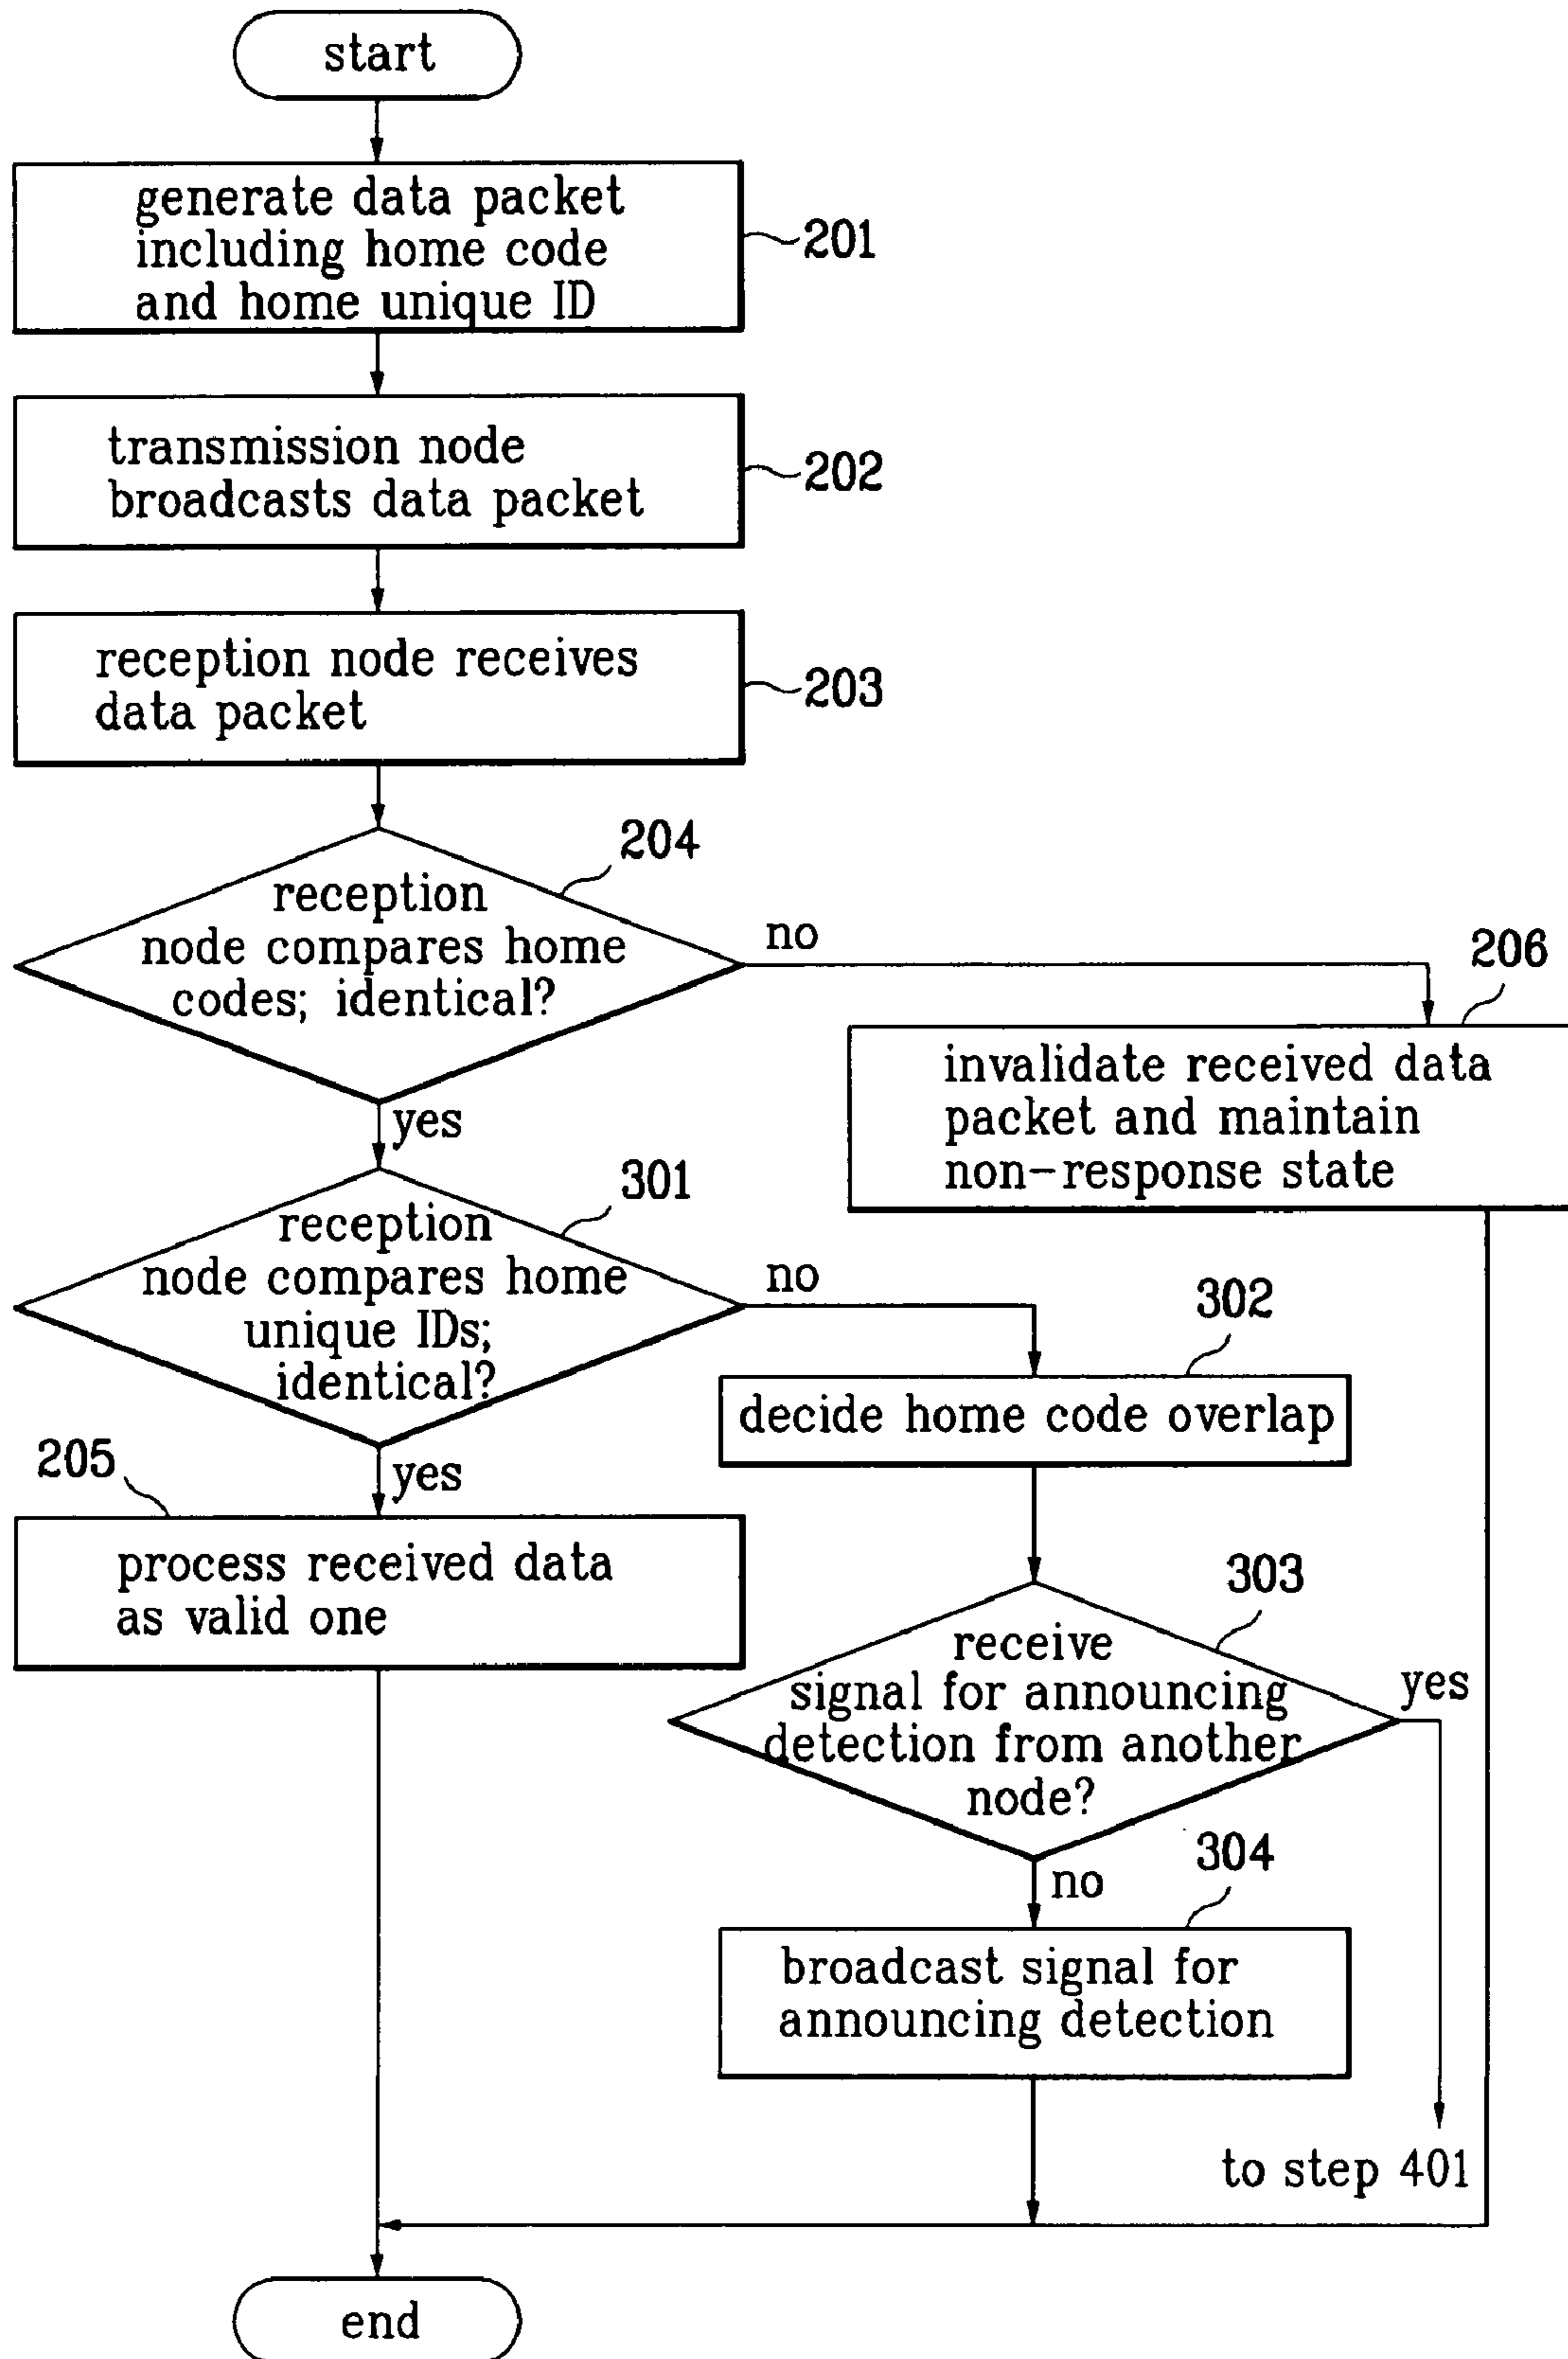 start
generate data packet
including home code
and home unique ID
201
transmission node
broadcasts data packet
202
reception node receives
data packet
203
204
reception
node compares home
codes; identical?
no
206
invalidate received data
packet and maintain
non-response state
yes
301
reception
node compares home
unique IDs;
identical?
no
302
decide home code overlap
205
yes
process received data
as valid one
303
receive
signal for announcing
detection from another
node?
yes
304
no
broadcast signal for
announcing detection
to step 401
end